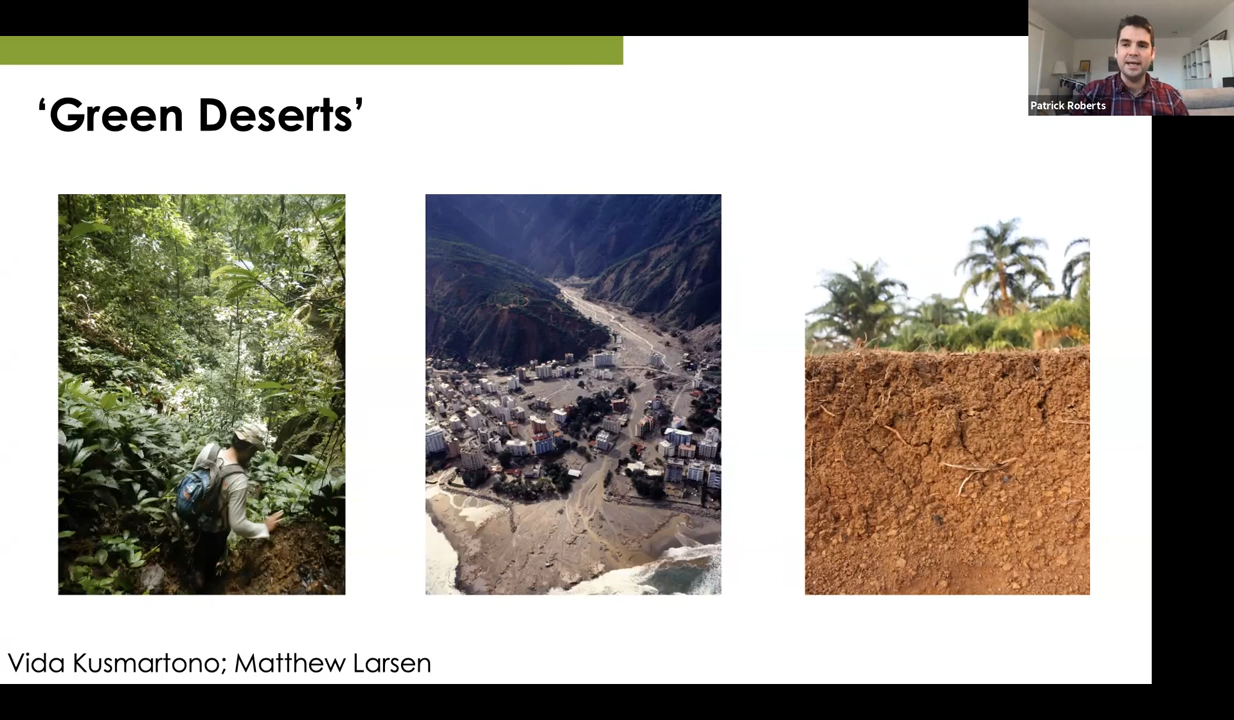 Patrick Roberts
‘Green Deserts’
Vida Kusmartono; Matthew Larsen